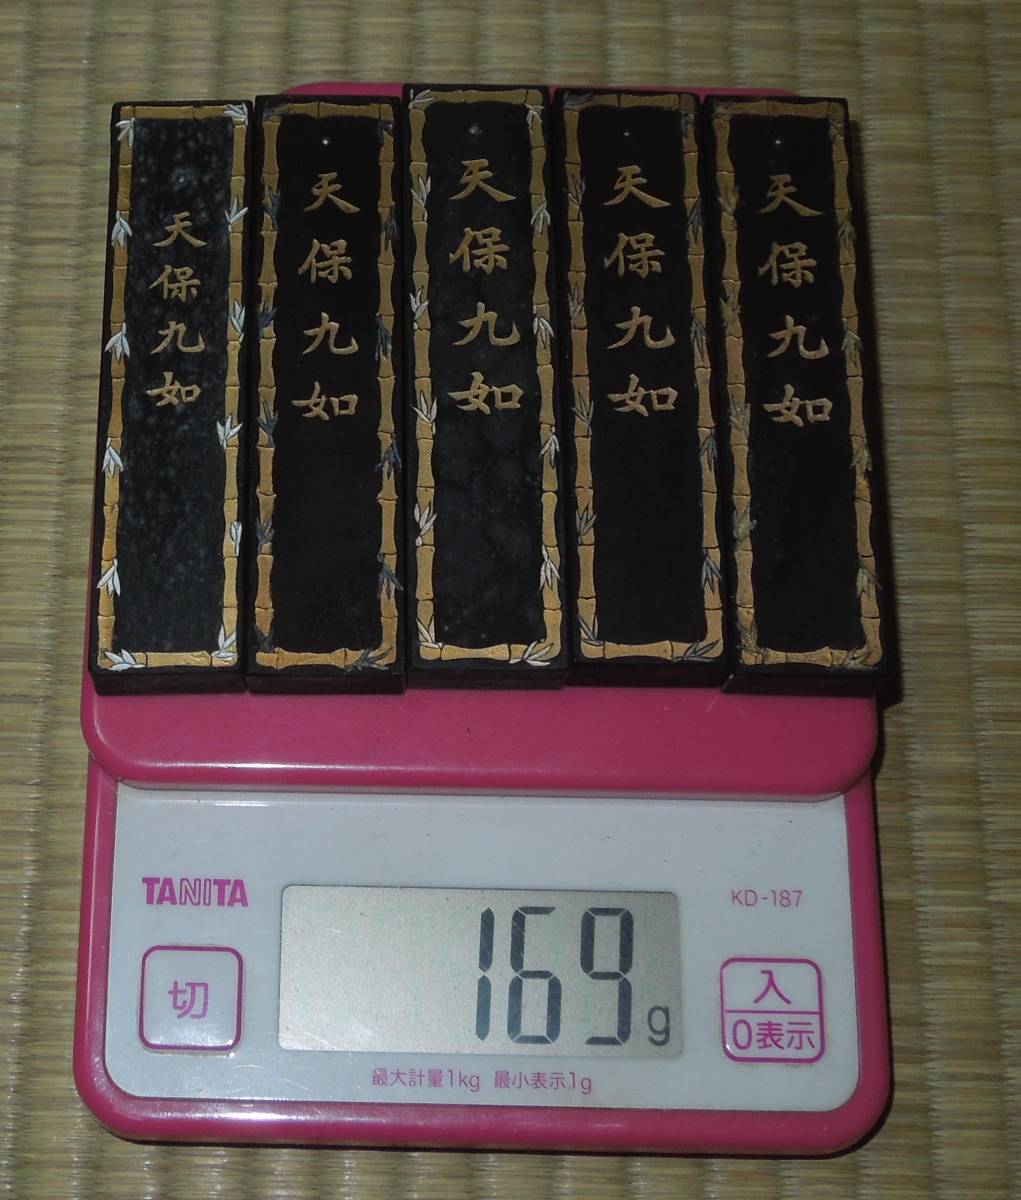 天保九如
天保九如
天保九如
天保九如
天保九如
TANITA
KD-187
切
169g
入
0表示
最大計量1kg 最小表示1g